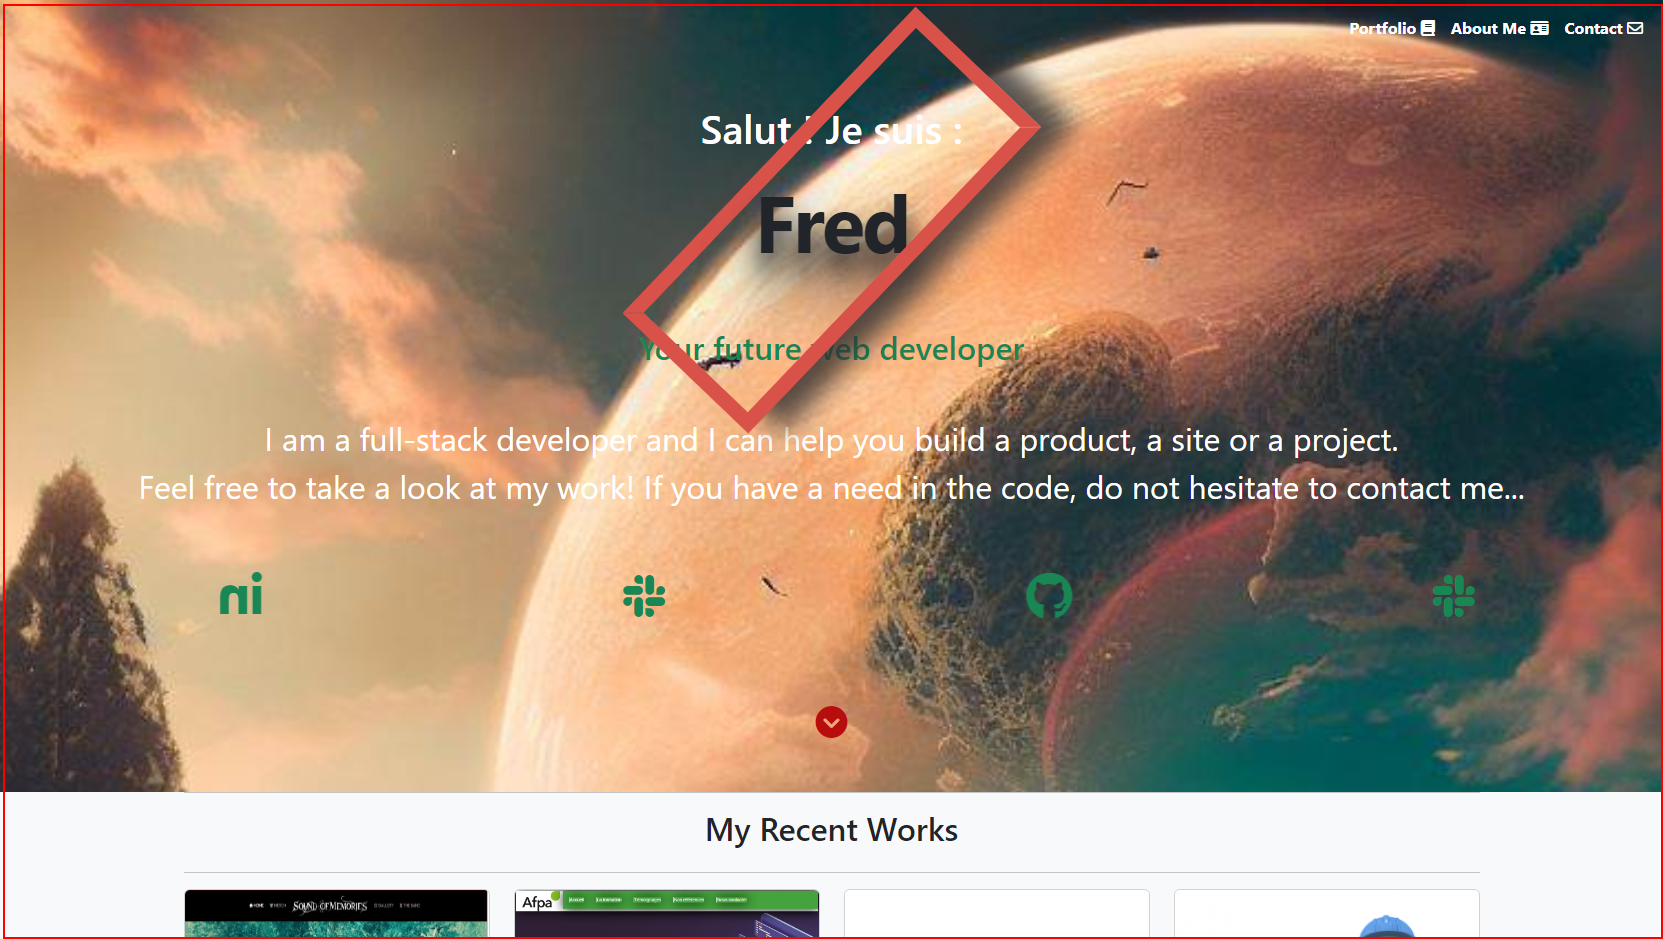 Portfolio About Me Contact
Salut ! Je suis :
Fred
Your future web developer
I am a full-stack developer and I can help you build a product, a site or a project.
Feel free to take a look at my work! If you have a need in the code, do not hesitate to contact me...
My Recent Works
SOUND OF MEMORIES
Afpa